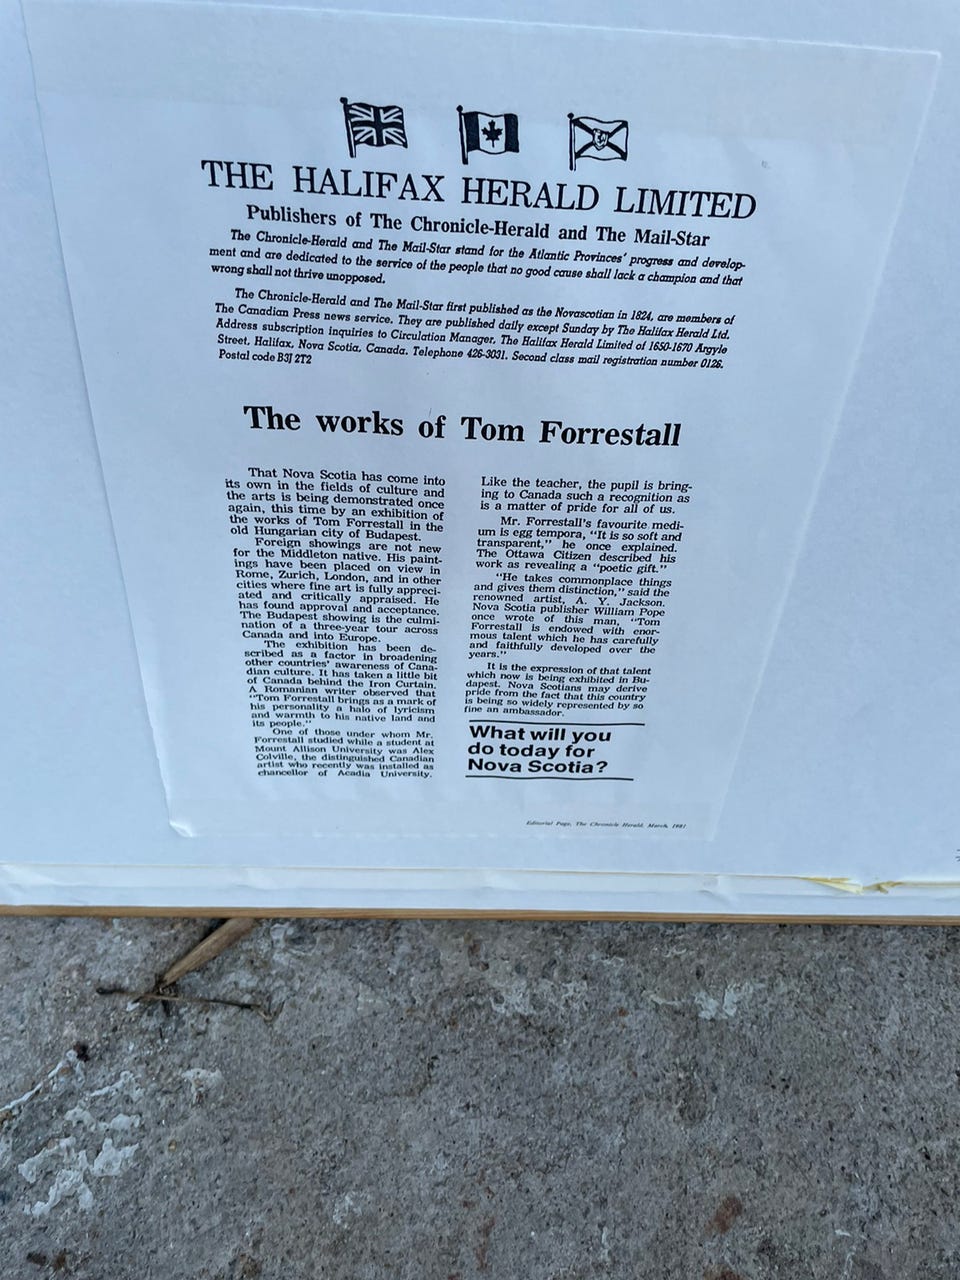 THE HALIFAX HERALD LIMITED
Publishers of The Chronicle-Herald and The Mail-Star
The Chronicle-Herald and The Mail-Star stand for the Atlantic Provinces' progress and develop-
ment and are dedicated to the service of the people that no good cause shall lack a champion and that
wrong shall not thrive unopposed.
The Chronicle-Herald and The Mail-Star first published as the Novascotian in 1824, are members of
The Canadian Press news service. They are published daily except Sunday by The Halifax Herald Ltd.
Address subscription inquiries to Circulation Manager, The Halifax Herald Limited of 1650-1670 Argyle
Street, Halifax, Nova Scotia, Canada. Telephone 426-3031. Second class mail registration number 0126.
Postal code B3J 2T2
The works of Tom Forrestall
That Nova Scotia has come into
its own in the fields of culture and
the arts is being demonstrated once
again, this time by an exhibition of
the works of Tom Forrestall in the
old Hungarian city of Budapest.
Foreign showings are not new
for the Middleton native. His paint-
ings have been placed on view in
Rome, Zurich, London, and in other
cities where fine art is fully appreci-
ated and critically appraised. He
has found approval and acceptance.
The Budapest showing is the culmi-
nation of a three-year tour across
Canada and into Europe.
The exhibition has been de-
scribed as a factor in broadening
other countries' awareness of Cana-
dian culture. It has taken a little bit
of Canada behind the Iron Curtain.
A Romanian writer observed that
"Tom Forrestall brings as a mark of
his personality a halo of lyricism
and warmth to his native land and
its people."
One of those under whom Mr.
Forrestall studied while a student at
Mount Allison University was Alex
Colville, the distinguished Canadian
artist who recently was installed as
chancellor of Acadia University.
Like the teacher, the pupil is bring-
ing to Canada such a recognition as
is a matter of pride for all of us.
Mr. Forrestall's favourite medi-
um is egg tempora, "It is so soft and
transparent," he once explained.
The Ottawa Citizen described his
work as revealing a "poetic gift."
"He takes commonplace things
and gives them distinction," said the
renowned artist, A. Y. Jackson.
Nova Scotia publisher William Pope
once wrote of this man, "Tom
Forrestall is endowed with enor-
mous talent which he has carefully
and faithfully developed over the
years."
It is the expression of that talent
which now is being exhibited in Bu-
dapest. Nova Scotians may derive
pride from the fact that this country
is being so widely represented by so
fine an ambassador.
What will you
do today for
Nova Scotia?
Editorial Page, The Chronicle Herald, March, 1981